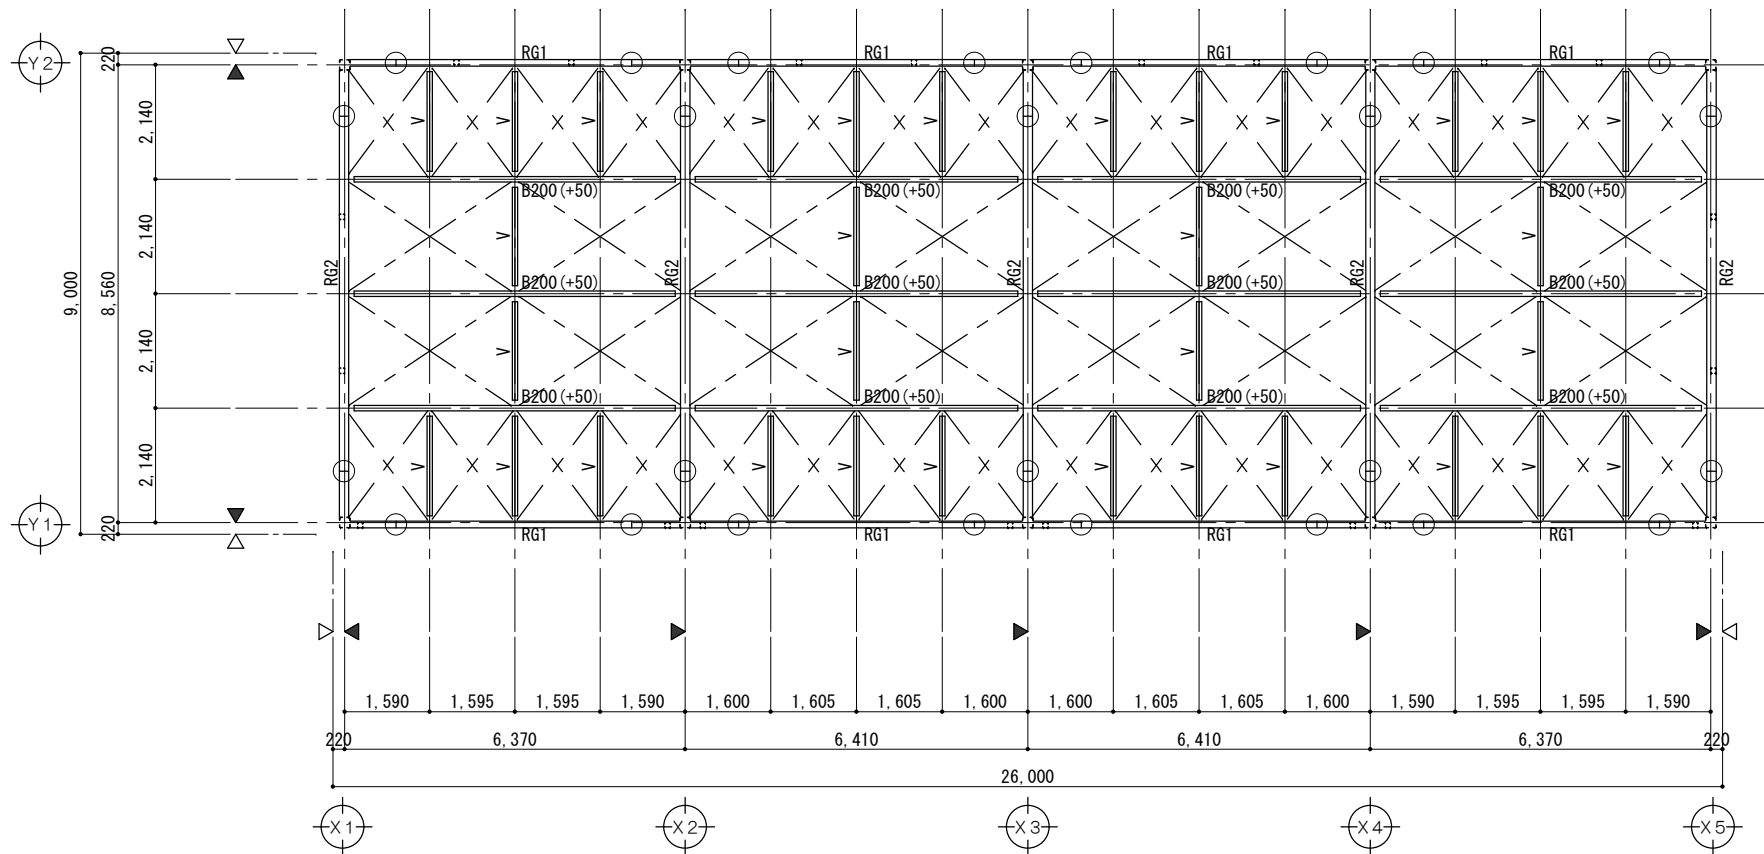 Y2
220
RG1 RG1 RG1 RG1
2,140
X V X V X V X X V X V X V X X V X V X V X X V X V X V X
B200(+50) B200(+50) B200(+50) B200(+50)
2,140
V V V V
9,000
8,560
RG2 RG2 RG2 RG2 RG2
B200(+50) B200(+50) B200(+50) B200(+50)
2,140
V V V V
B200(+50) B200(+50) B200(+50) B200(+50)
2,140
X V X V X V X X V X V X V X X V X V X V X X V X V X V X
Y1
220
RG1 RG1 RG1 RG1
1,590 1,595 1,595 1,590 1,600 1,605 1,605 1,600 1,600 1,605 1,605 1,600 1,590 1,595 1,595 1,590
220 6,370 6,410 6,410 6,370 220
26,000
X1 X2 X3 X4 X5